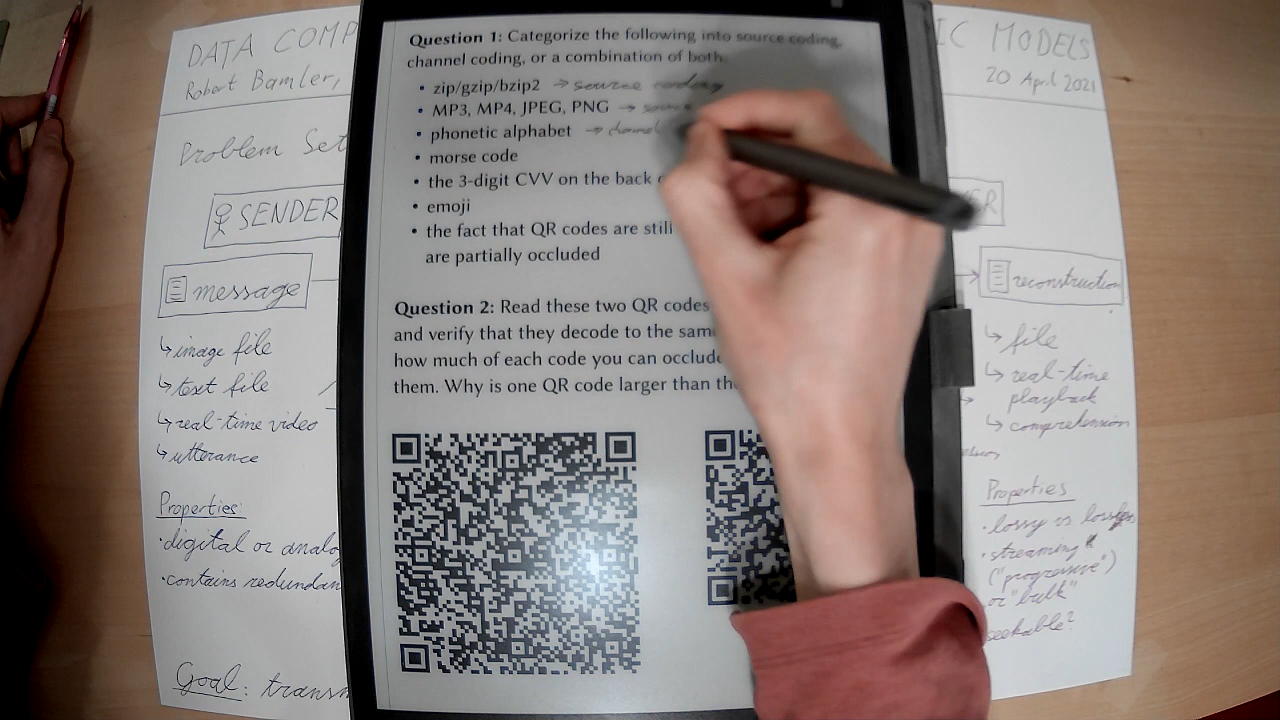 DATA COMP
IC MODELS
Robert Bamler,
20 April 2021
Problem Set
SENDER
ER
message
reconstruction
↳ image file
↳ text file
↳ real-time video
↳ utterance
Properties:
·digital or analo
·contains redundan
Goal: transm
Question 1: Categorize the following into source coding,
channel coding, or a combination of both.
• zip/gzip/bzip2 → source coding
• MP3, MP4, JPEG, PNG → source
• phonetic alphabet → channel
• morse code
• the 3-digit CVV on the back
• emoji
• the fact that QR codes are still
are partially occluded
Question 2: Read these two QR codes
and verify that they decode to the same
how much of each code you can occlude
them. Why is one QR code larger than the
↳ file
↳ real-time
playback
↳ comprehension
Properties
·lossy vs lossless
·streaming
("progressive")
or "bulk"
seekable?